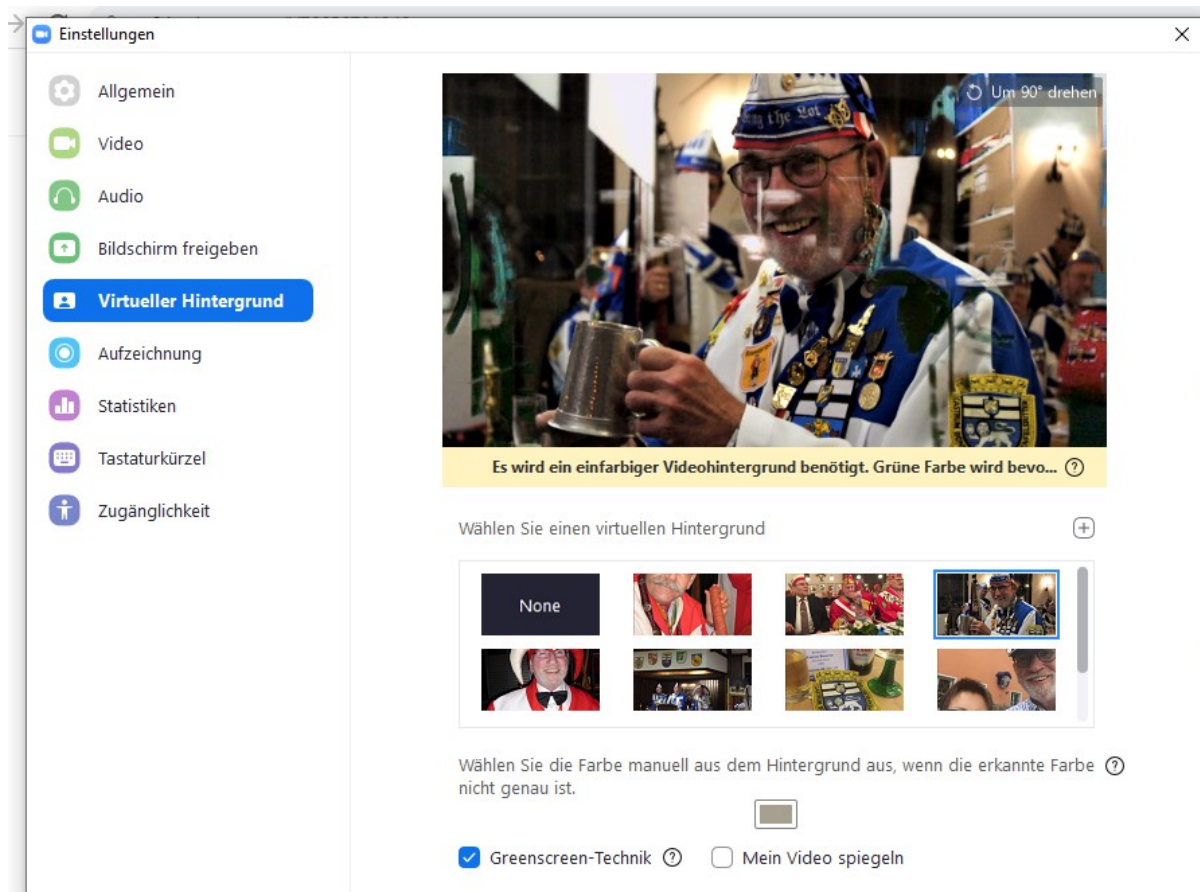 Einstellungen
Allgemein
Video
Audio
Bildschirm freigeben
Virtueller Hintergrund
Aufzeichnung
Statistiken
Tastaturkürzel
Zugänglichkeit
Um 90° drehen
the Lot
Es wird ein einfarbiger Videohintergrund benötigt. Grüne Farbe wird bevo...
Wählen Sie einen virtuellen Hintergrund
None
Wählen Sie die Farbe manuell aus dem Hintergrund aus, wenn die erkannte Farbe
nicht genau ist.
Greenscreen-Technik
Mein Video spiegeln